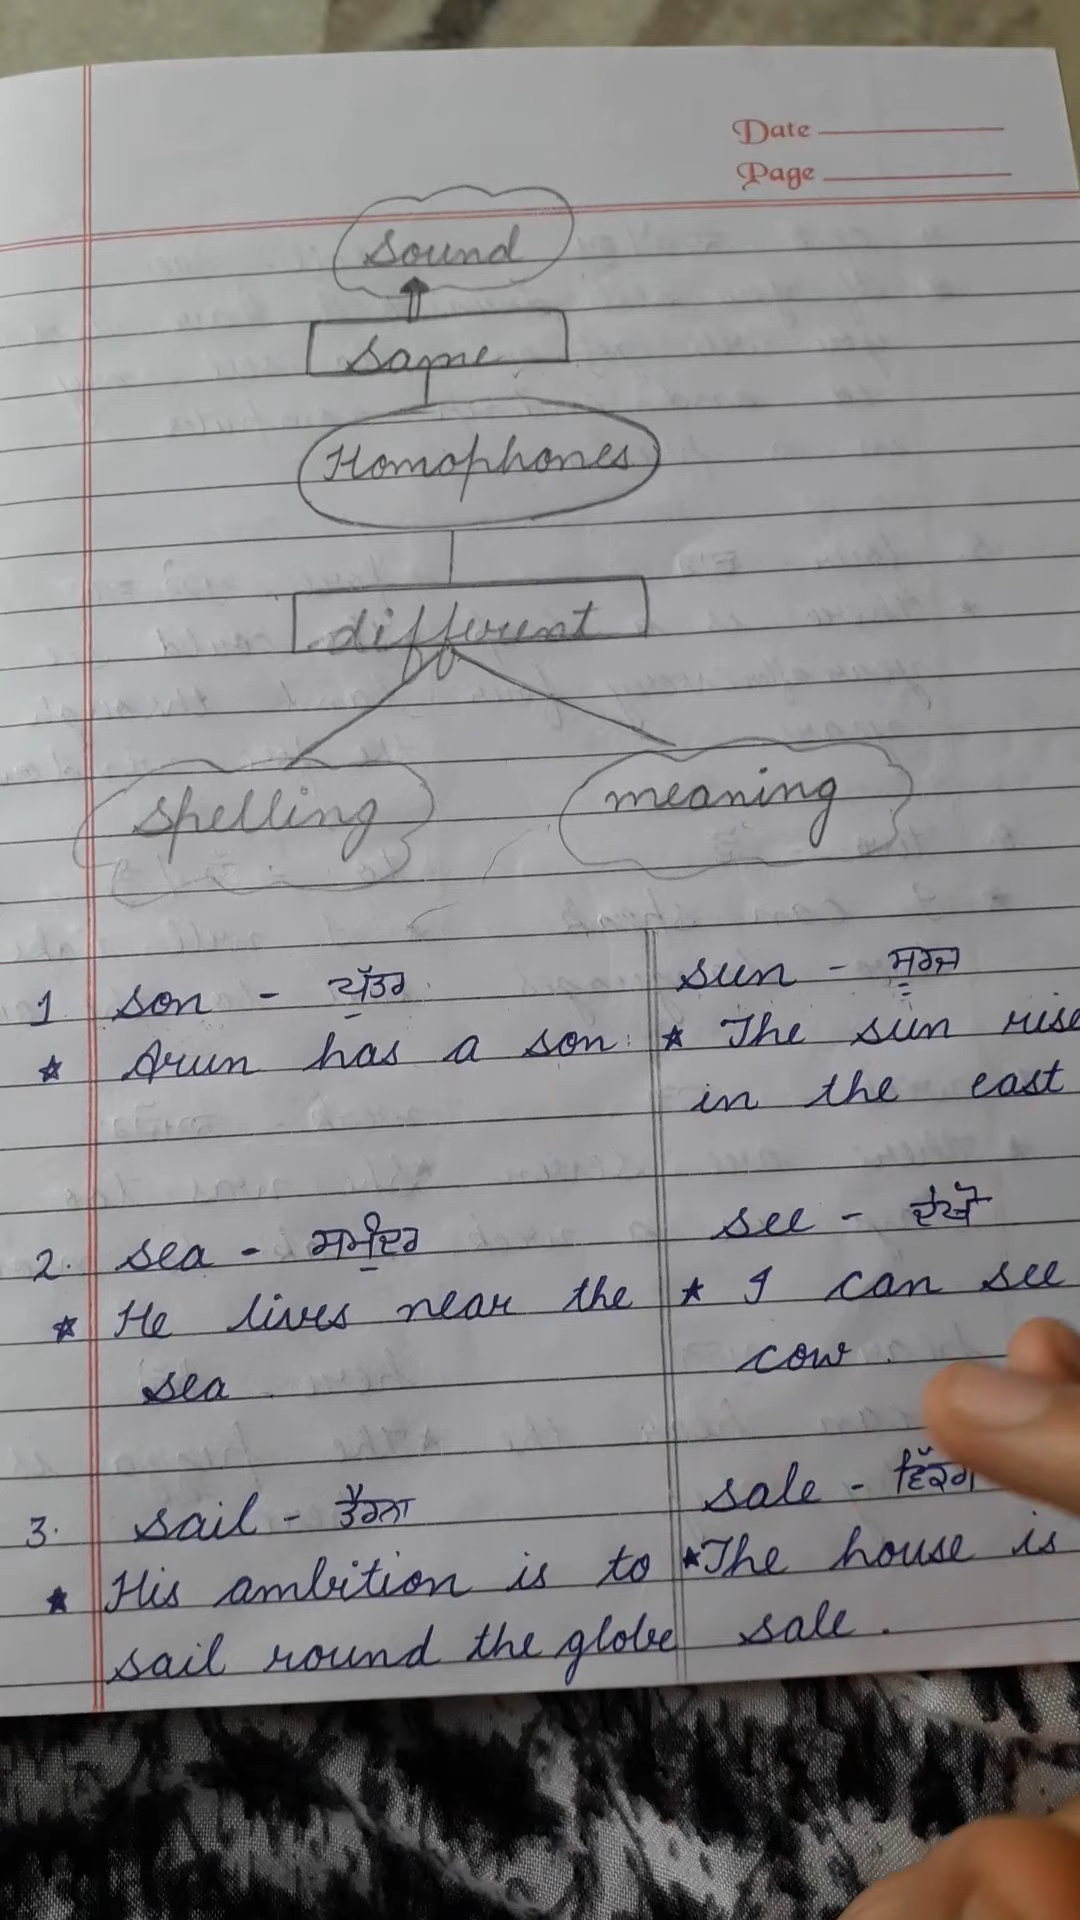 Date
Page
Sound
Same
Homophones
different
spelling
meaning
1 son - ਪੁੱਤਰ
sun - ਸੂਰਜ
★ Arun has a son.
★ The sun rise
in the east
2. sea - ਸਮੁੰਦਰ
see - ਦੇਖੋ
★ He lives near the
sea.
★ I can see
cow.
3. sail - ਤੈਰਨਾ
sale -
★ His ambition is to
sail round the globe
★ The house is
sale.